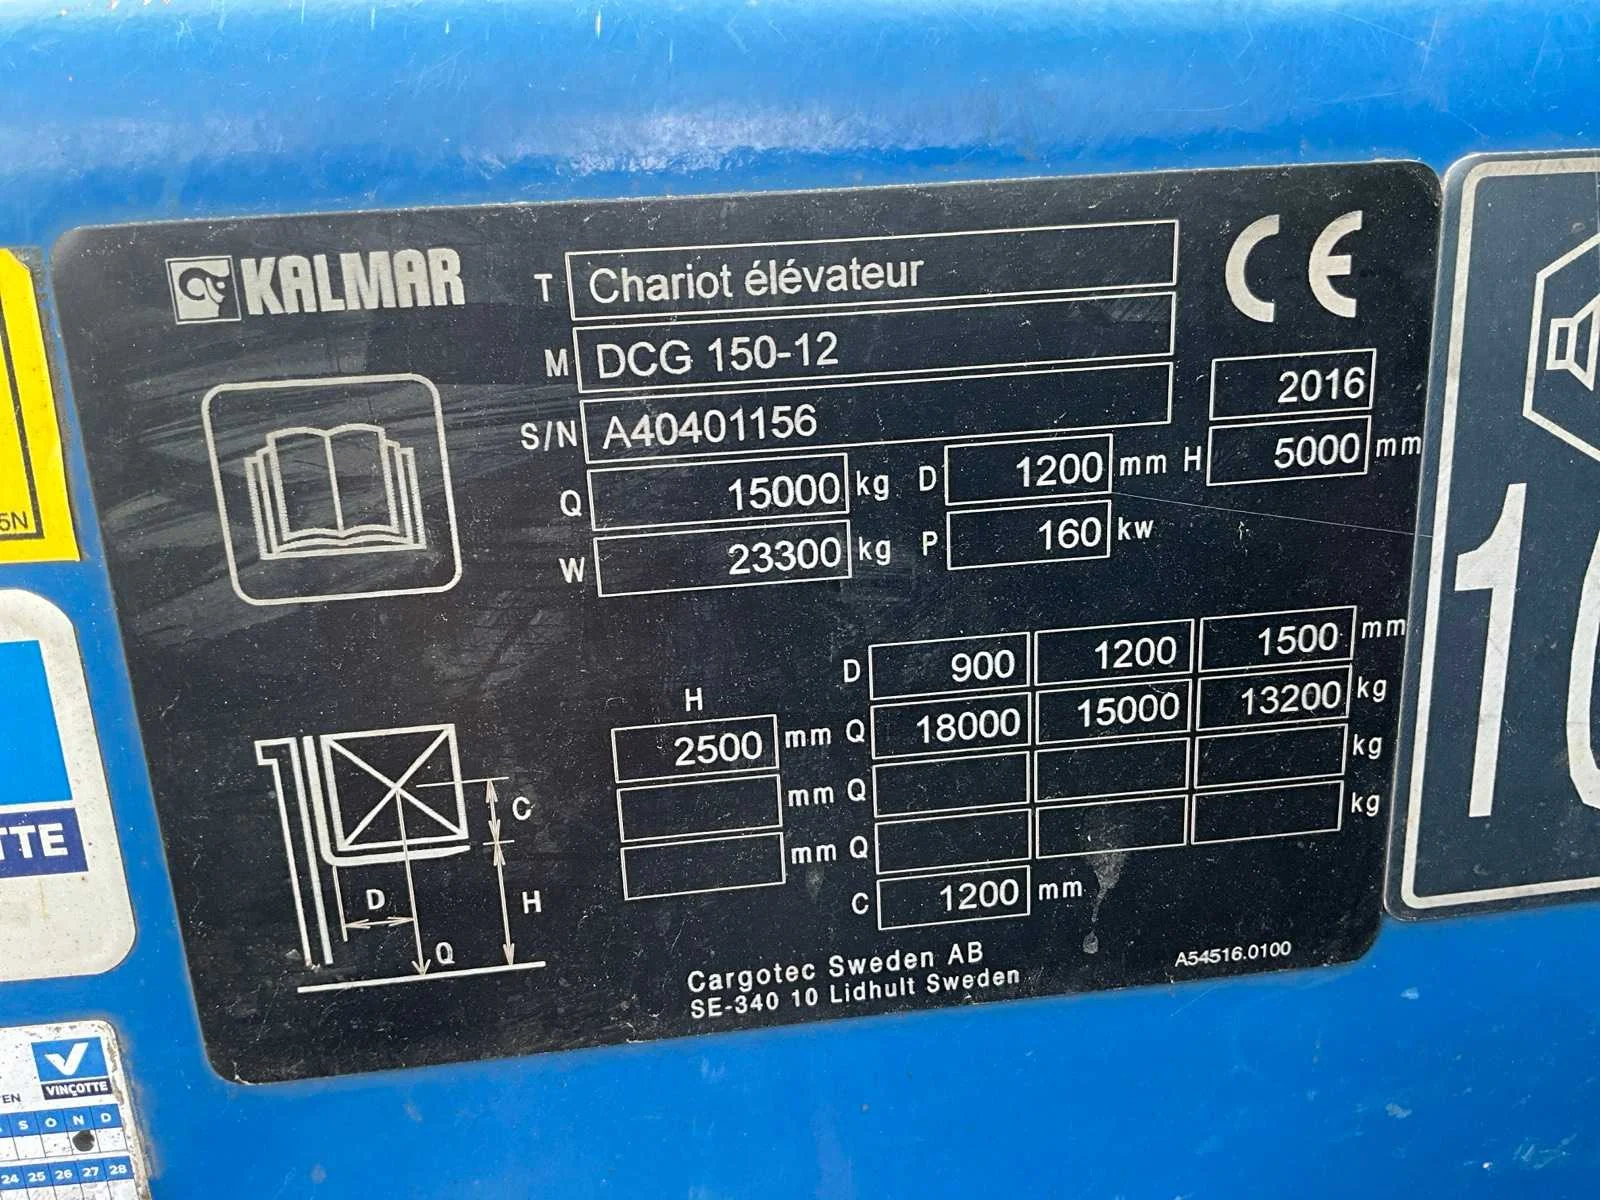 KALMAR
T Chariot élévateur
CE
M DCG 150-12
2016
S/N A40401156
Q 15000 kg D 1200 mm H 5000 mm
W 23300 kg P 160 kw
D 900 1200 1500 mm
H
2500 mm Q 18000 15000 13200 kg
mm Q kg
mm Q kg
C 1200 mm
C
D
H
Q
Cargotec Sweden AB
SE-340 10 Lidhult Sweden
A54516.0100
5N
TTE
VINÇOTTE
S O N D
24 25 26 27 28